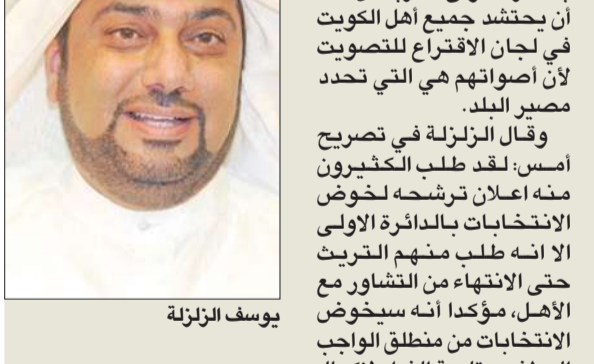 أن يحتشد جميع أهل الكويت
في لجان الاقتراع للتصويت
لأن أصواتهم هي التي تحدد
مصير البلد.
وقال الزلزلة في تصريح
أمس: لقد طلب الكثيرون
منه اعلان ترشحه لخوض
الانتخابات بالدائرة الاولى
الا انه طلب منهم التريث
حتى الانتهاء من التشاور مع
الأهل، مؤكدا أنه سيخوض
الانتخابات من منطلق الواجب
يوسف الزلزلة